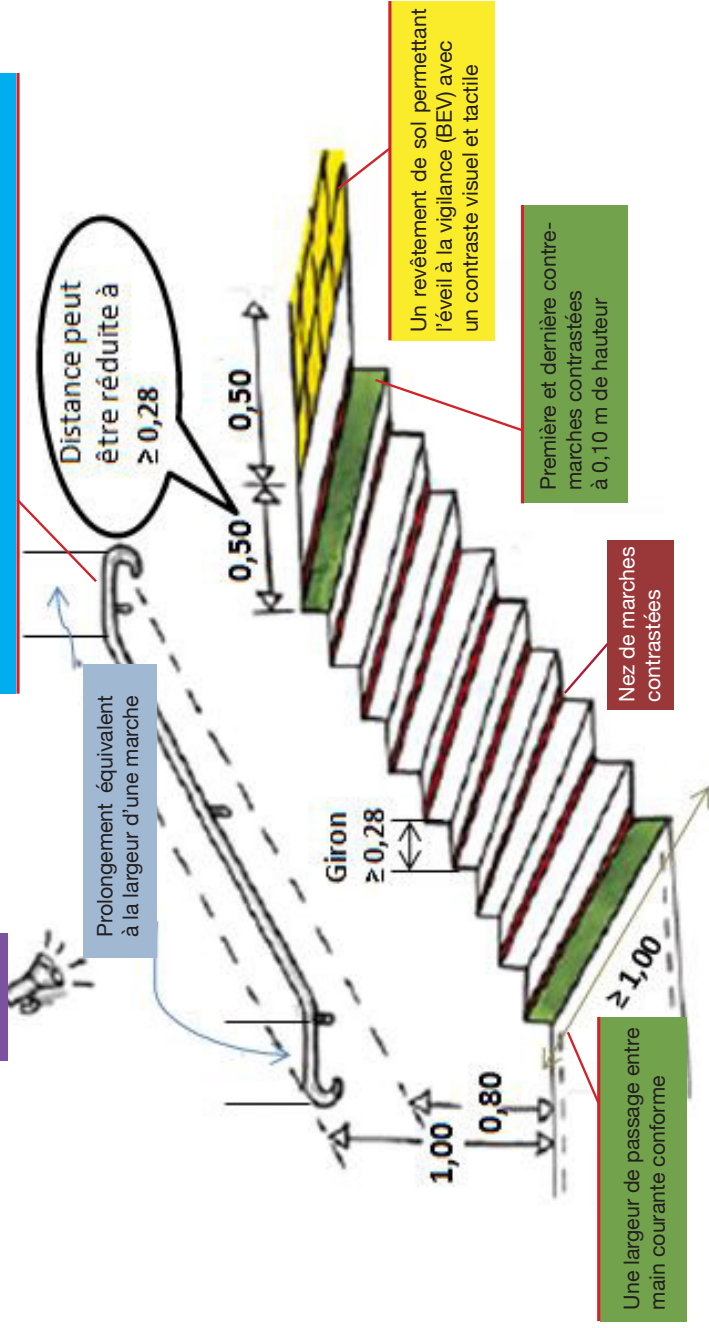 Distance peut
être réduite à
≥ 0,28
Prolongement équivalent
à la largeur d'une marche
0,50
0,50
Un revêtement de sol permettant
l'éveil à la vigilance (BEV) avec
un contraste visuel et tactile
Giron
≥ 0,28
Première et dernière contre-
marches contrastées
à 0,10 m de hauteur
1,00
0,80
≥ 1,00
Nez de marches
contrastées
Une largeur de passage entre
main courante conforme